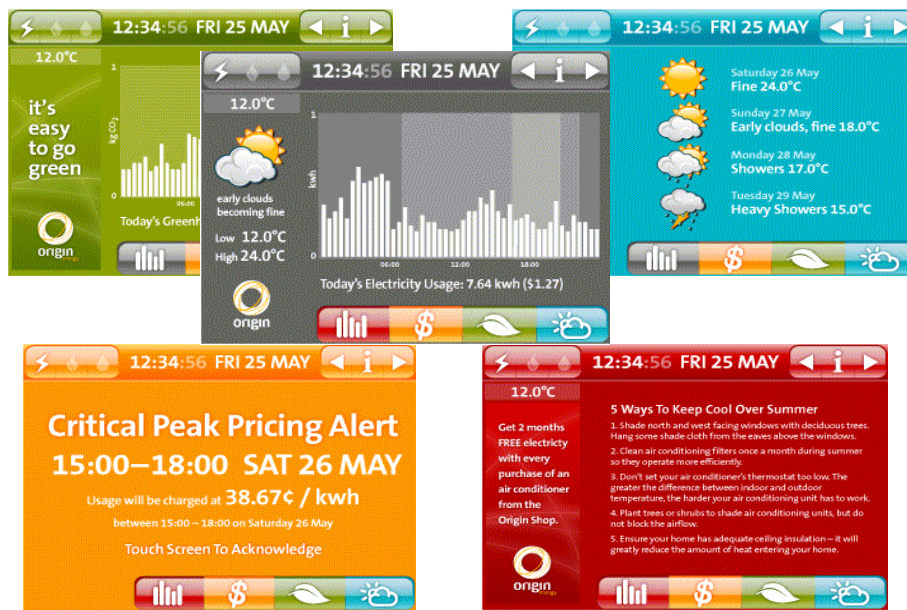 12:34:56 FRI 25 MAY
i
12.0°C
it's
easy
to go
green
origin
energy
1
kg CO2
0
06:00
Today's Greenh
$
12:34:56 FRI 25 MAY
i
12.0°C
early clouds
becoming fine
Low 12.0°C
High 24.0°C
origin
energy
1
kwh
0
06:00
12:00
18:00
Today's Electricity Usage: 7.64 kwh ($1.27)
$
12:34:56 FRI 25 MAY
i
Saturday 26 May
Fine 24.0°C
Sunday 27 May
Early clouds, fine 18.0°C
Monday 28 May
Showers 17.0°C
Tuesday 29 May
Heavy Showers 15.0°C
$
12:34:56 FRI 25 MAY
i
Critical Peak Pricing Alert
15:00–18:00 SAT 26 MAY
Usage will be charged at 38.67¢ / kwh
between 15:00 – 18:00 on Saturday 26 May
Touch Screen To Acknowledge
$
12:34:56 FRI 25 MAY
i
12.0°C
Get 2 months
FREE electricty
with every
purchase of an
air conditioner
from the
Origin Shop.
origin
energy
5 Ways To Keep Cool Over Summer
1. Shade north and west facing windows with deciduous trees.
Hang some shade cloth from the eaves above the windows.
2. Clean air conditioning filters once a month during summer
so they operate more efficiently.
3. Don't set your air conditioner's thermostat too low. The
greater the difference between indoor and outdoor
temperature, the harder your air conditioning unit has to work.
4. Plant trees or shrubs to shade air conditioning units, but do
not block the airflow.
5. Ensure your home has adequate ceiling insulation – it will
greatly reduce the amount of heat entering your home.
$